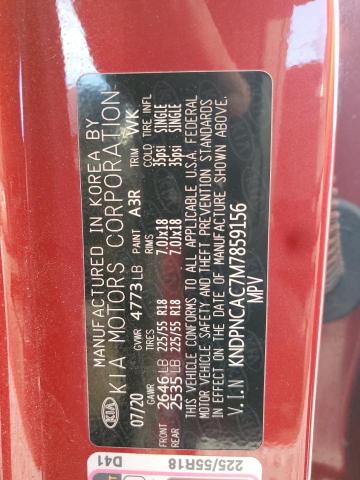 MANUFACTURED IN KOREA BY
KIA MOTORS CORPORATION
KIA
07/20 GVWR 4773 LB PAINT A3R TRIM WK
GAWR TIRES RIMS COLD TIRE INFL
FRONT 2646 LB 225/55 R18 7.0Jx18 35psi SINGLE
REAR 2535 LB 225/55 R18 7.0Jx18 35psi SINGLE
THIS VEHICLE CONFORMS TO ALL APPLICABLE U.S.A. FEDERAL
MOTOR VEHICLE SAFETY AND THEFT PREVENTION STANDARDS
IN EFFECT ON THE DATE OF MANUFACTURE SHOWN ABOVE.
V.I.N KNDPNCAC7M7859156
MPV
D41 225/55R18